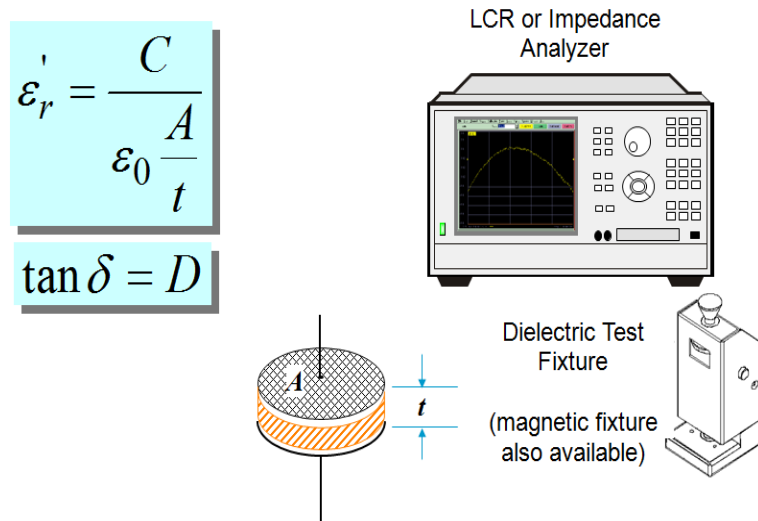 LCR or Impedance
Analyzer
ε'r = C / (ε0 A/t)
tan δ = D
A
t
Dielectric Test
Fixture
(magnetic fixture
also available)